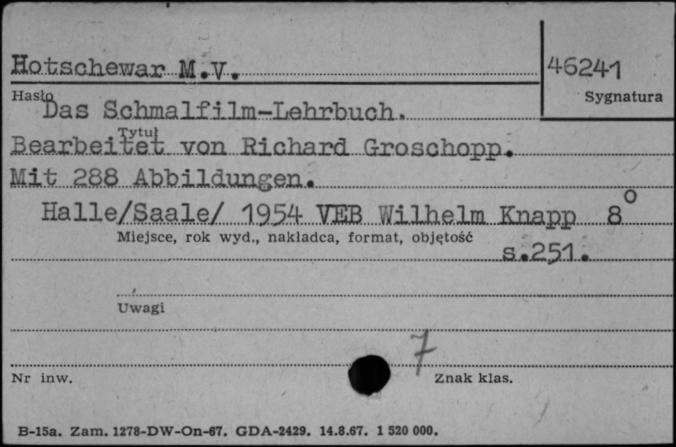 Hotschewar M.V.
46241
Hasło
Sygnatura
Das Schmalfilm-Lehrbuch.
Tytuł
Bearbeitet von Richard Groschopp.
Mit 288 Abbildungen.
Halle/Saale/ 1954 VEB Wilhelm Knapp 8°
Miejsce, rok wyd., nakładca, format, objętość
s.251.
Uwagi
7
Nr inw.
Znak klas.
B-15a. Zam. 1278-DW-On-67. GDA-2429. 14.8.67. 1 520 000.